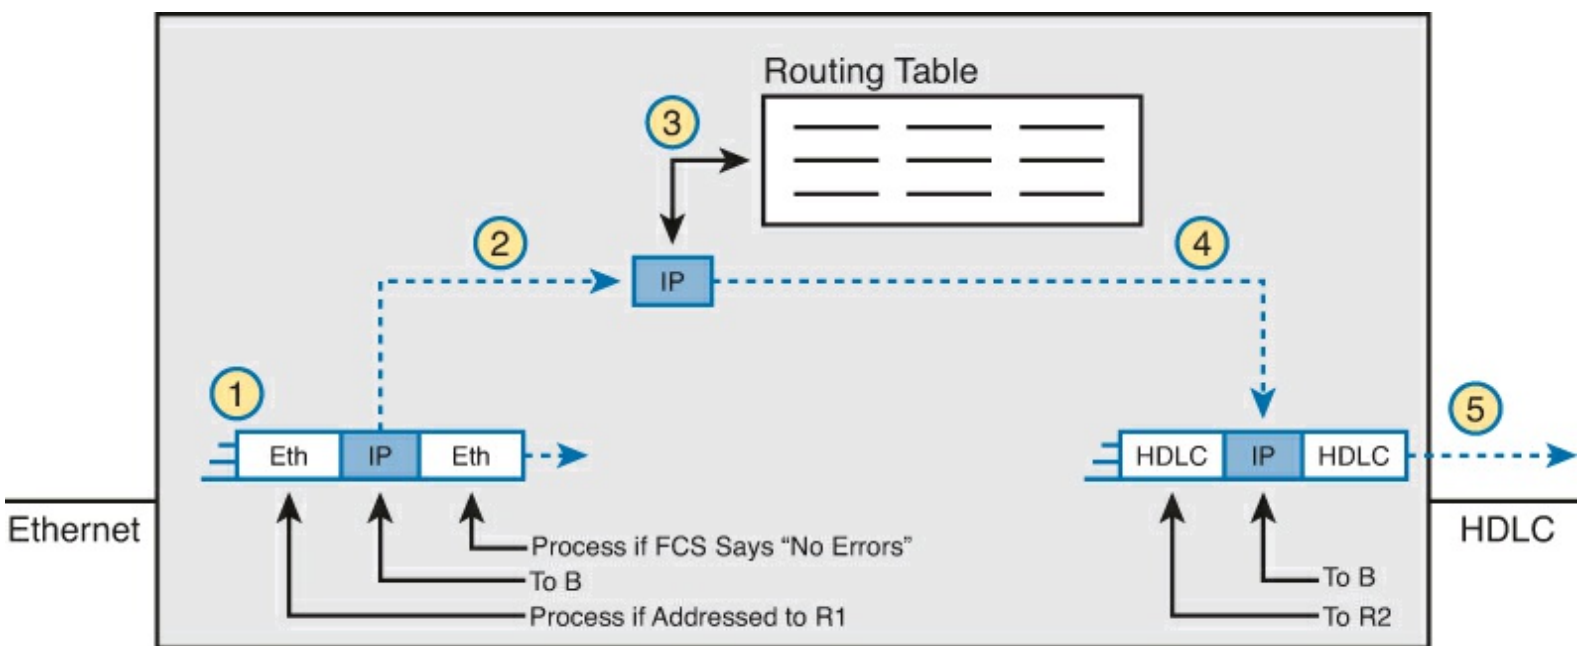 Routing Table
3
2
4
IP
1
5
Eth IP Eth
HDLC IP HDLC
Ethernet
HDLC
Process if FCS Says “No Errors”
To B
Process if Addressed to R1
To B
To R2